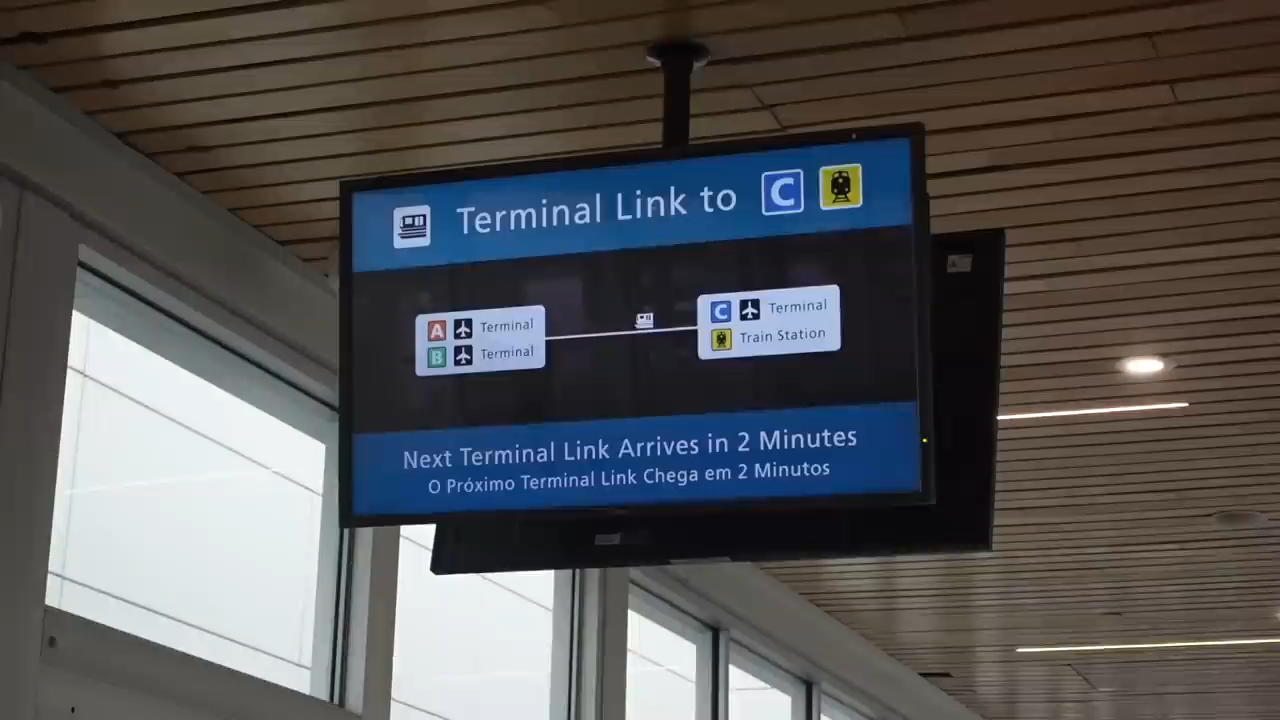 Terminal Link to C
A Terminal
B Terminal
C Terminal
Train Station
Next Terminal Link Arrives in 2 Minutes
O Próximo Terminal Link Chega em 2 Minutos